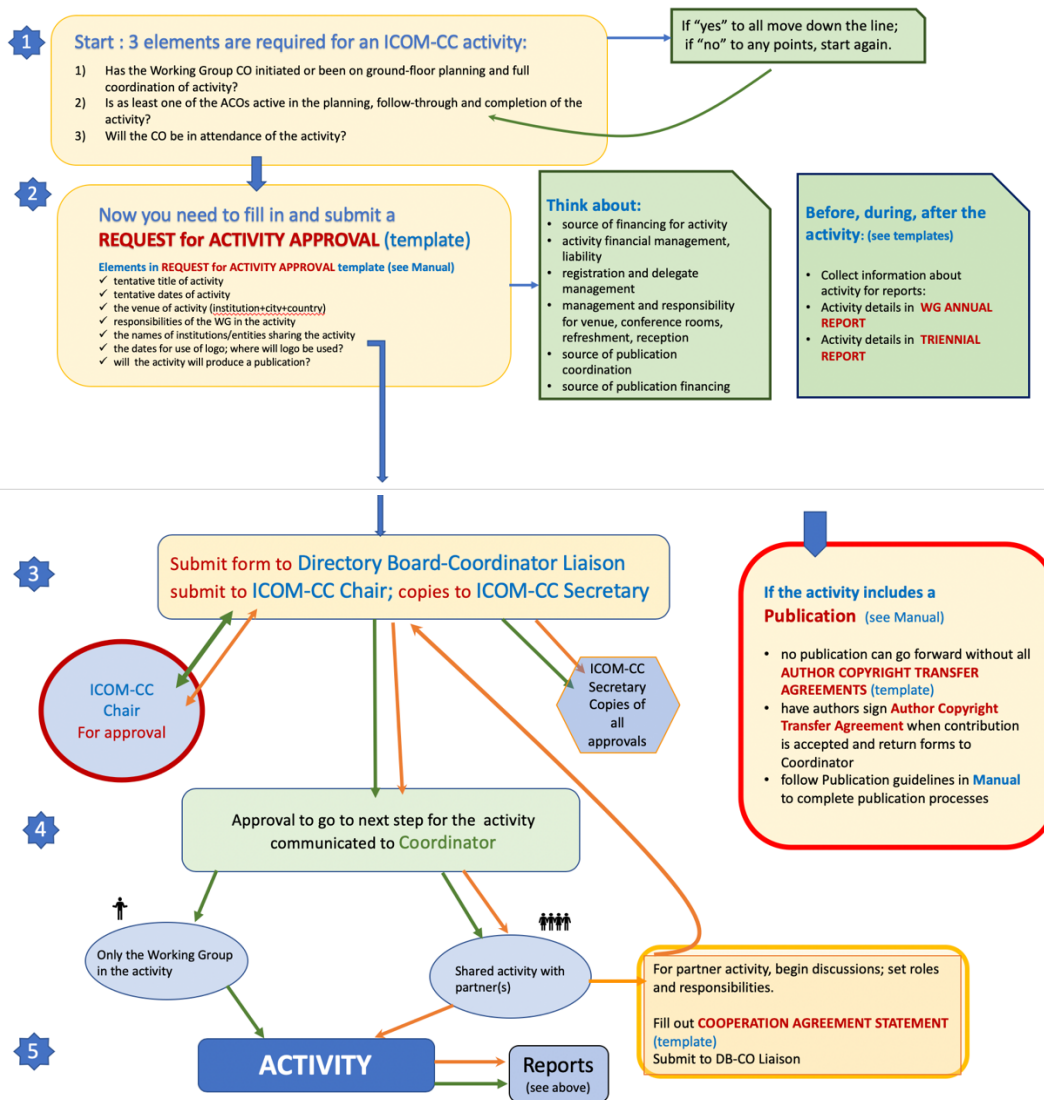 1
Start : 3 elements are required for an ICOM-CC activity:
1) Has the Working Group CO initiated or been on ground-floor planning and full
coordination of activity?
2) Is as least one of the ACOs active in the planning, follow-through and completion of the
activity?
3) Will the CO be in attendance of the activity?
If “yes” to all move down the line;
if “no” to any points, start again.
2
Now you need to fill in and submit a
REQUEST for ACTIVITY APPROVAL (template)
Elements in REQUEST for ACTIVITY APPROVAL template (see Manual)
✓ tentative title of activity
✓ tentative dates of activity
✓ the venue of activity (institution+city+country)
✓ responsibilities of the WG in the activity
✓ the names of institutions/entities sharing the activity
✓ the dates for use of logo; where will logo be used?
✓ will the activity will produce a publication?
Think about:
• source of financing for activity
• activity financial management,
liability
• registration and delegate
management
• management and responsibility
for venue, conference rooms,
refreshment, reception
• source of publication
coordination
• source of publication financing
Before, during, after the
activity: (see templates)
• Collect information about
activity for reports:
• Activity details in WG ANNUAL
REPORT
• Activity details in TRIENNIAL
REPORT
3
Submit form to Directory Board-Coordinator Liaison
submit to ICOM-CC Chair; copies to ICOM-CC Secretary
ICOM-CC
Chair
For approval
ICOM-CC
Secretary
Copies of
all
approvals
If the activity includes a
Publication (see Manual)
• no publication can go forward without all
AUTHOR COPYRIGHT TRANSFER
AGREEMENTS (template)
• have authors sign Author Copyright
Transfer Agreement when contribution
is accepted and return forms to
Coordinator
• follow Publication guidelines in Manual
to complete publication processes
4
Approval to go to next step for the activity
communicated to Coordinator
Only the Working Group
in the activity
Shared activity with
partner(s)
For partner activity, begin discussions; set roles
and responsibilities.
Fill out COOPERATION AGREEMENT STATEMENT
(template)
Submit to DB-CO Liaison
5
ACTIVITY
Reports
(see above)